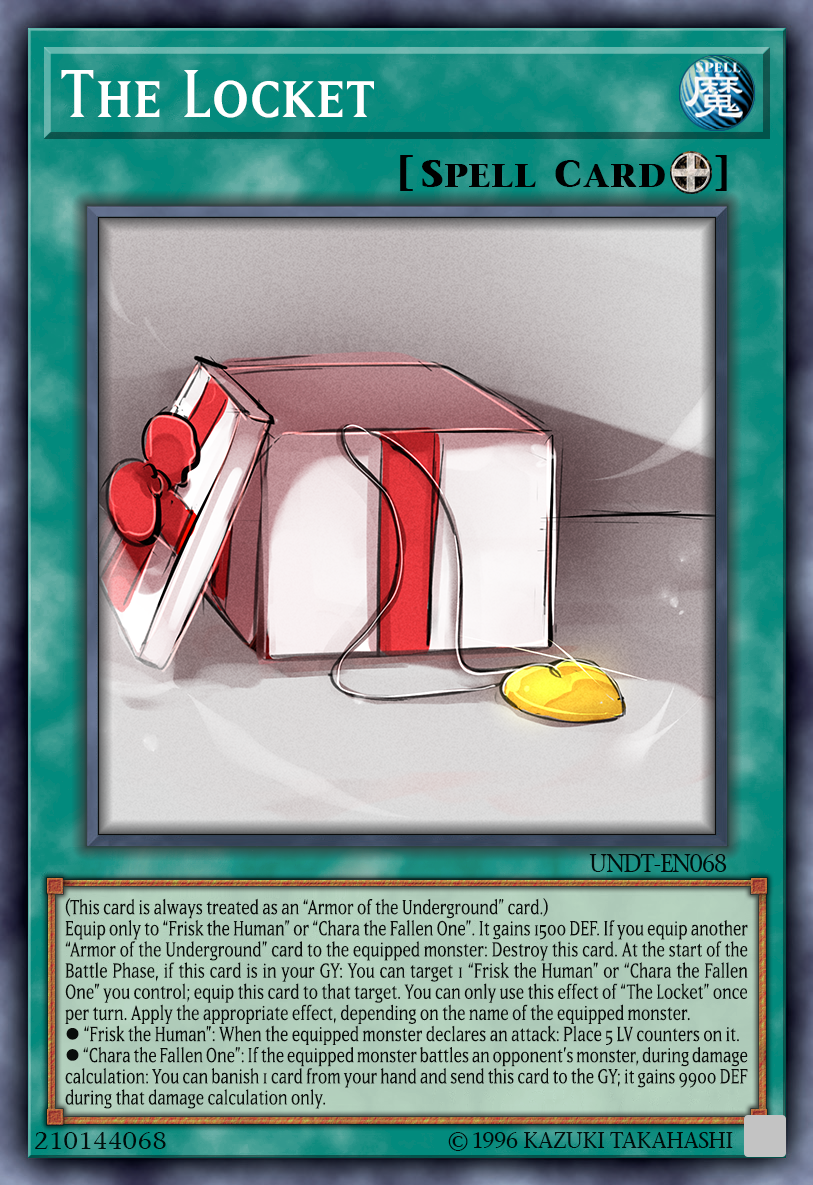 The Locket
SPELL
魔
[Spell Card]
UNDT-EN068
(This card is always treated as an “Armor of the Underground” card.)
Equip only to “Frisk the Human” or “Chara the Fallen One”. It gains 1500 DEF. If you equip another
“Armor of the Underground” card to the equipped monster: Destroy this card. At the start of the
Battle Phase, if this card is in your GY: You can target 1 “Frisk the Human” or “Chara the Fallen
One” you control; equip this card to that target. You can only use this effect of “The Locket” once
per turn. Apply the appropriate effect, depending on the name of the equipped monster.
● “Frisk the Human”: When the equipped monster declares an attack: Place 5 LV counters on it.
● “Chara the Fallen One”: If the equipped monster battles an opponent's monster, during damage
calculation: You can banish 1 card from your hand and send this card to the GY; it gains 9900 DEF
during that damage calculation only.
210144068
© 1996 KAZUKI TAKAHASHI